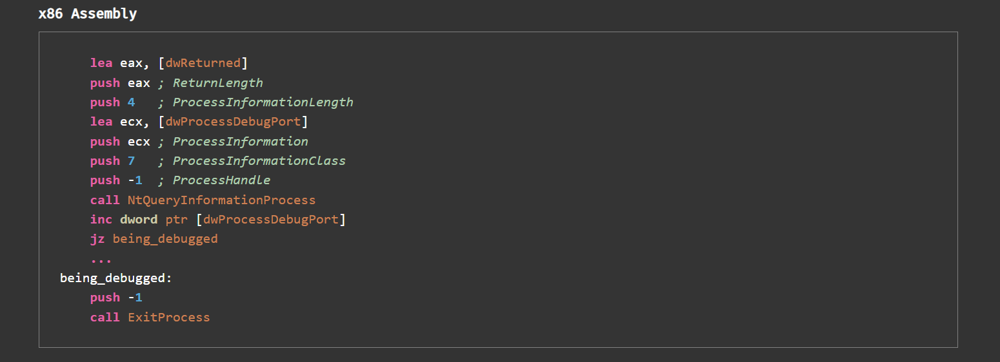 x86 Assembly
lea eax, [dwReturned]
push eax ; ReturnLength
push 4   ; ProcessInformationLength
lea ecx, [dwProcessDebugPort]
push ecx ; ProcessInformation
push 7   ; ProcessInformationClass
push -1  ; ProcessHandle
call NtQueryInformationProcess
inc dword ptr [dwProcessDebugPort]
jz being_debugged
...
being_debugged:
push -1
call ExitProcess